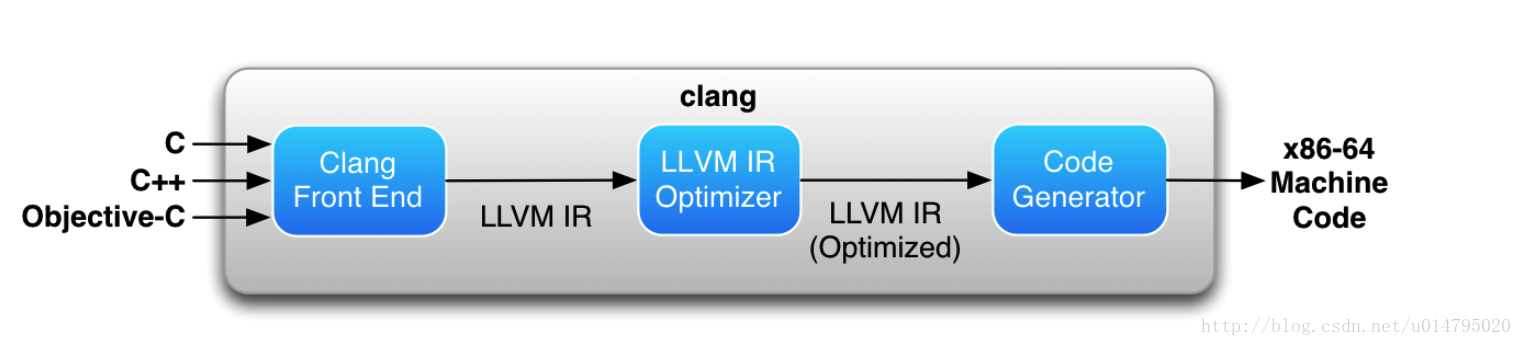 clang
C
C++
Objective-C
Clang
Front End
LLVM IR
LLVM IR
Optimizer
LLVM IR
(Optimized)
Code
Generator
x86-64
Machine
Code
http://blog.csdn.net/u014795020